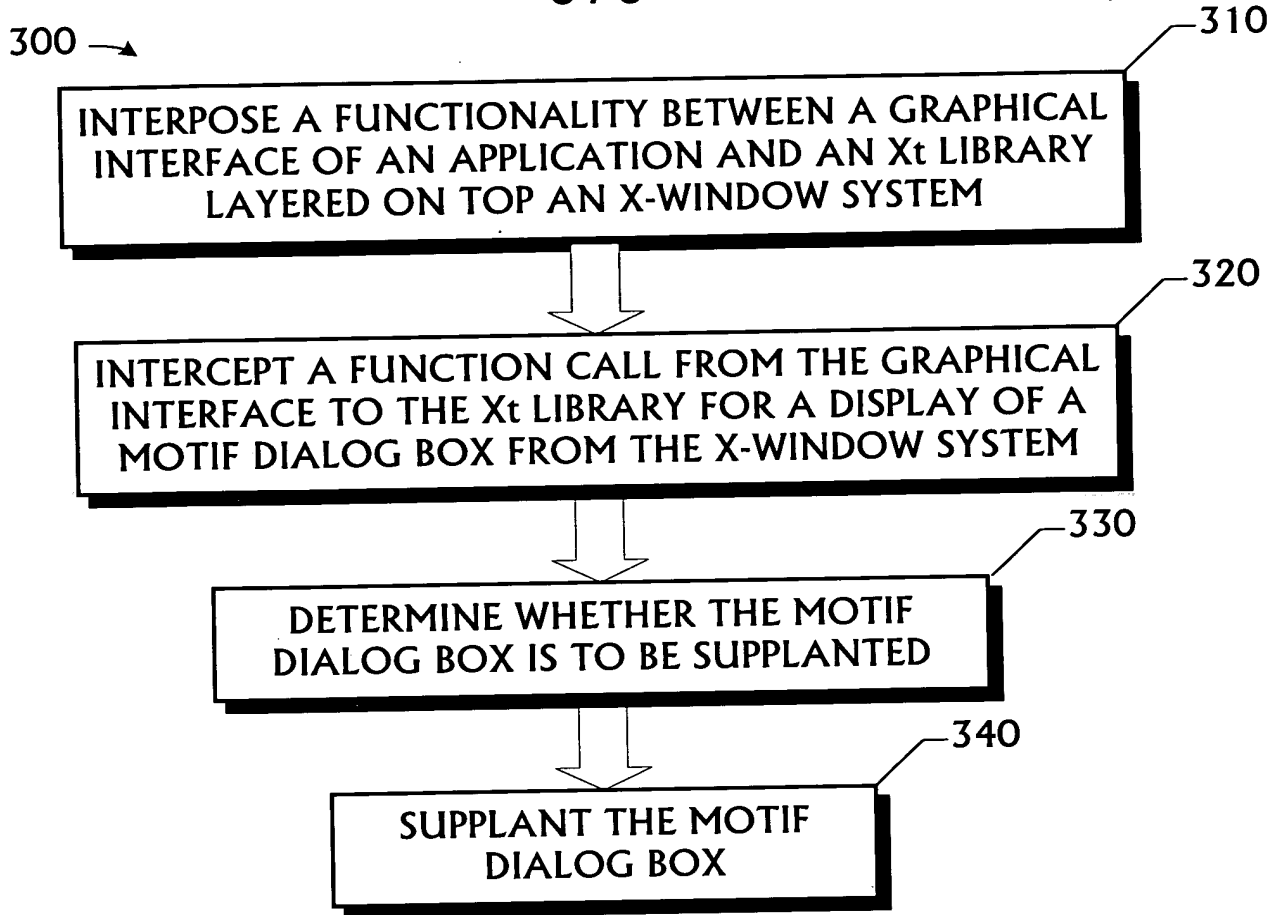 300
310
INTERPOSE A FUNCTIONALITY BETWEEN A GRAPHICAL
INTERFACE OF AN APPLICATION AND AN Xt LIBRARY
LAYERED ON TOP AN X-WINDOW SYSTEM
320
INTERCEPT A FUNCTION CALL FROM THE GRAPHICAL
INTERFACE TO THE Xt LIBRARY FOR A DISPLAY OF A
MOTIF DIALOG BOX FROM THE X-WINDOW SYSTEM
330
DETERMINE WHETHER THE MOTIF
DIALOG BOX IS TO BE SUPPLANTED
340
SUPPLANT THE MOTIF
DIALOG BOX